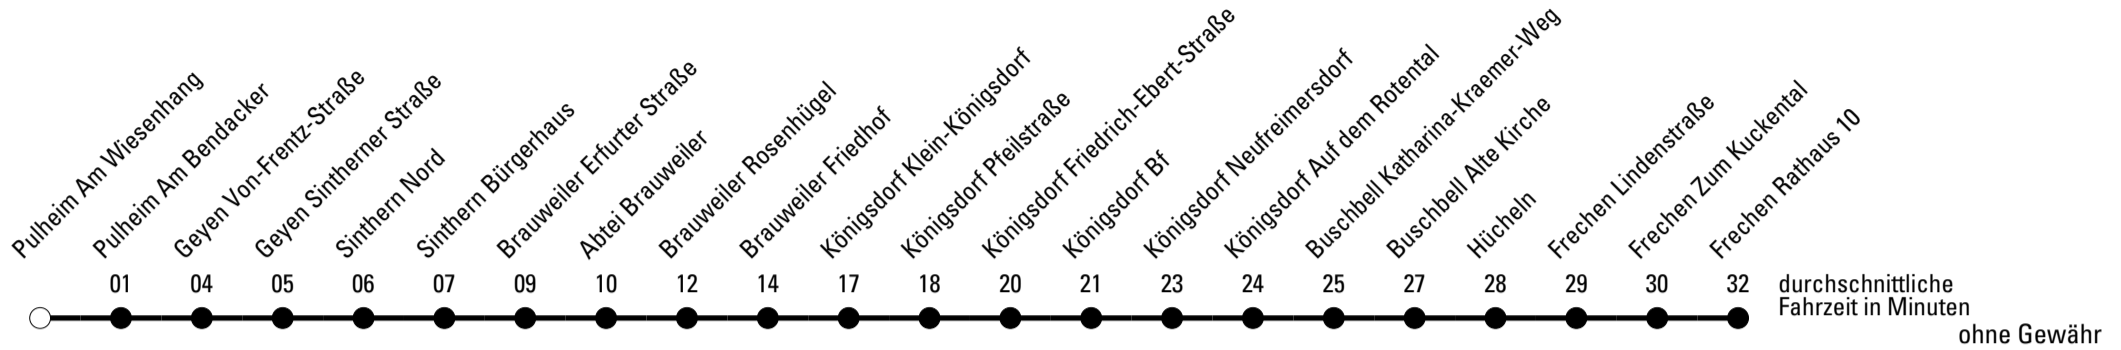 Pulheim Am Wiesenhang
Pulheim Am Bendacker
Geyen Von-Frentz-Straße
Geyen Sintherner Straße
Sinthern Nord
Sinthern Bürgerhaus
Brauweiler Erfurter Straße
Abtei Brauweiler
Brauweiler Rosenhügel
Brauweiler Friedhof
Königsdorf Klein-Königsdorf
Königsdorf Pfeilstraße
Königsdorf Friedrich-Ebert-Straße
Königsdorf Bf
Königsdorf Neufreimersdorf
Königsdorf Auf dem Rotental
Buschbell Katharina-Kraemer-Weg
Buschbell Alte Kirche
Hücheln
Frechen Lindenstraße
Frechen Zum Kuckental
Frechen Rathaus 10
01 04 05 06 07 09 10 12 14 17 18 20 21 23 24 25 27 28 29 30 32 durchschnittliche
Fahrzeit in Minuten
ohne Gewähr